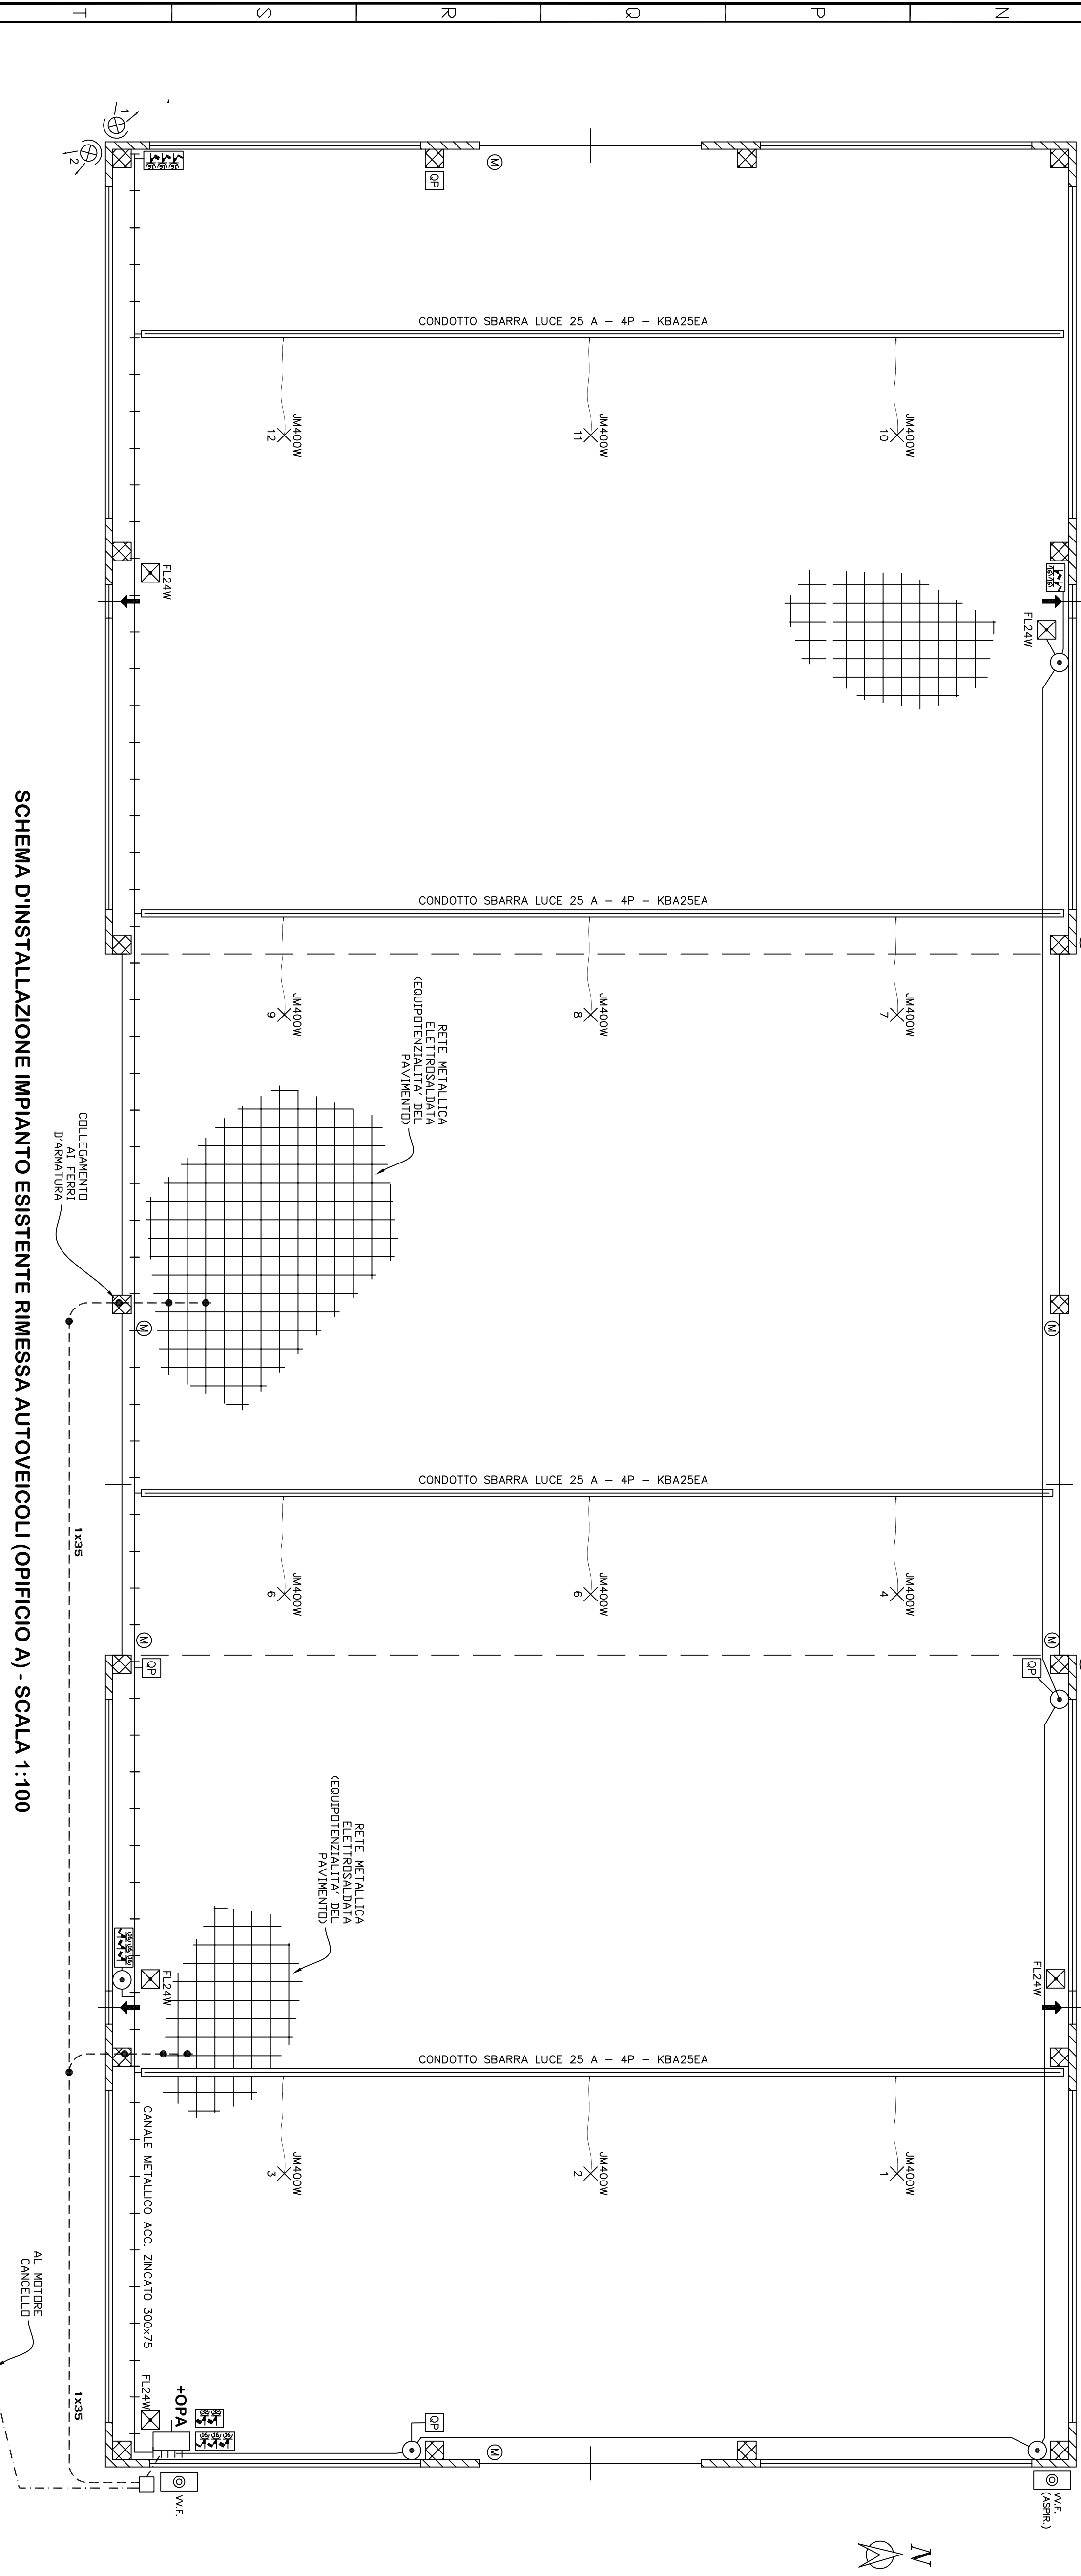 T
S
R
Q
P
N
1
2
QP
M
CONDOTTO SBARRA LUCE 25 A - 4P - KBA25EA
JM400W
12
JM400W
11
JM400W
10
FL24W
FL24W
CONDOTTO SBARRA LUCE 25 A - 4P - KBA25EA
JM400W
9
JM400W
8
JM400W
7
RETE METALLICA
ELETTROSALDATA
(EQUIPOTENZIALITA' DEL
PAVIMENTO)
COLLEGAMENTO
AI FERRI
D'ARMATURA
M
M
CONDOTTO SBARRA LUCE 25 A - 4P - KBA25EA
1x35
JM400W
6
JM400W
6
JM400W
4
M
M
QP
QP
RETE METALLICA
ELETTROSALDATA
(EQUIPOTENZIALITA' DEL
PAVIMENTO)
FL24W
FL24W
CONDOTTO SBARRA LUCE 25 A - 4P - KBA25EA
JM400W
3
JM400W
2
JM400W
1
CANALE METALLICO ACC. ZINCATO 300x75
AL MOTORE
CANCELLO
1x35
FL24W
+OPA
QP
M
VV.F.
VV.F.
(ASPIR.)
N
SCHEMA D'INSTALLAZIONE IMPIANTO ESISTENTE RIMESSA AUTOVEICOLI (OPIFICIO A) - SCALA 1:100